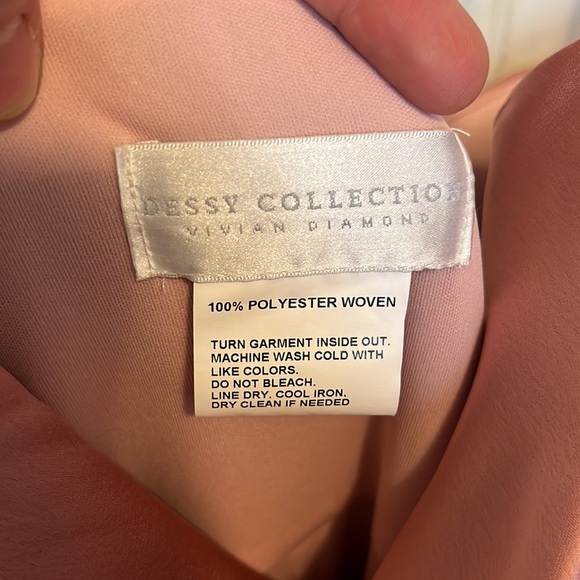 DESSY COLLECTION
VIVIAN DIAMOND
100% POLYESTER WOVEN
TURN GARMENT INSIDE OUT.
MACHINE WASH COLD WITH
LIKE COLORS.
DO NOT BLEACH.
LINE DRY. COOL IRON.
DRY CLEAN IF NEEDED